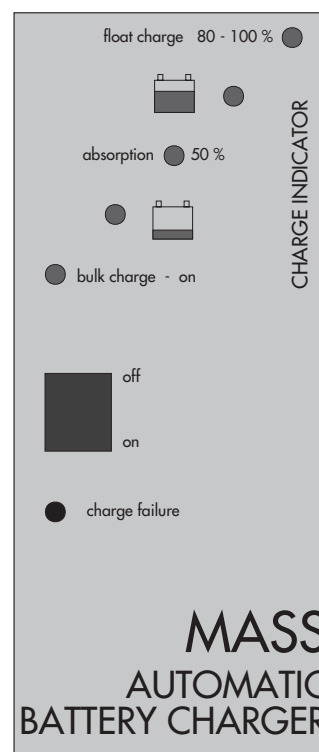 float charge 80 - 100 %
absorption 50 %
CHARGE INDICATOR
bulk charge - on
off
on
charge failure
MASS
AUTOMATIC
BATTERY CHARGER